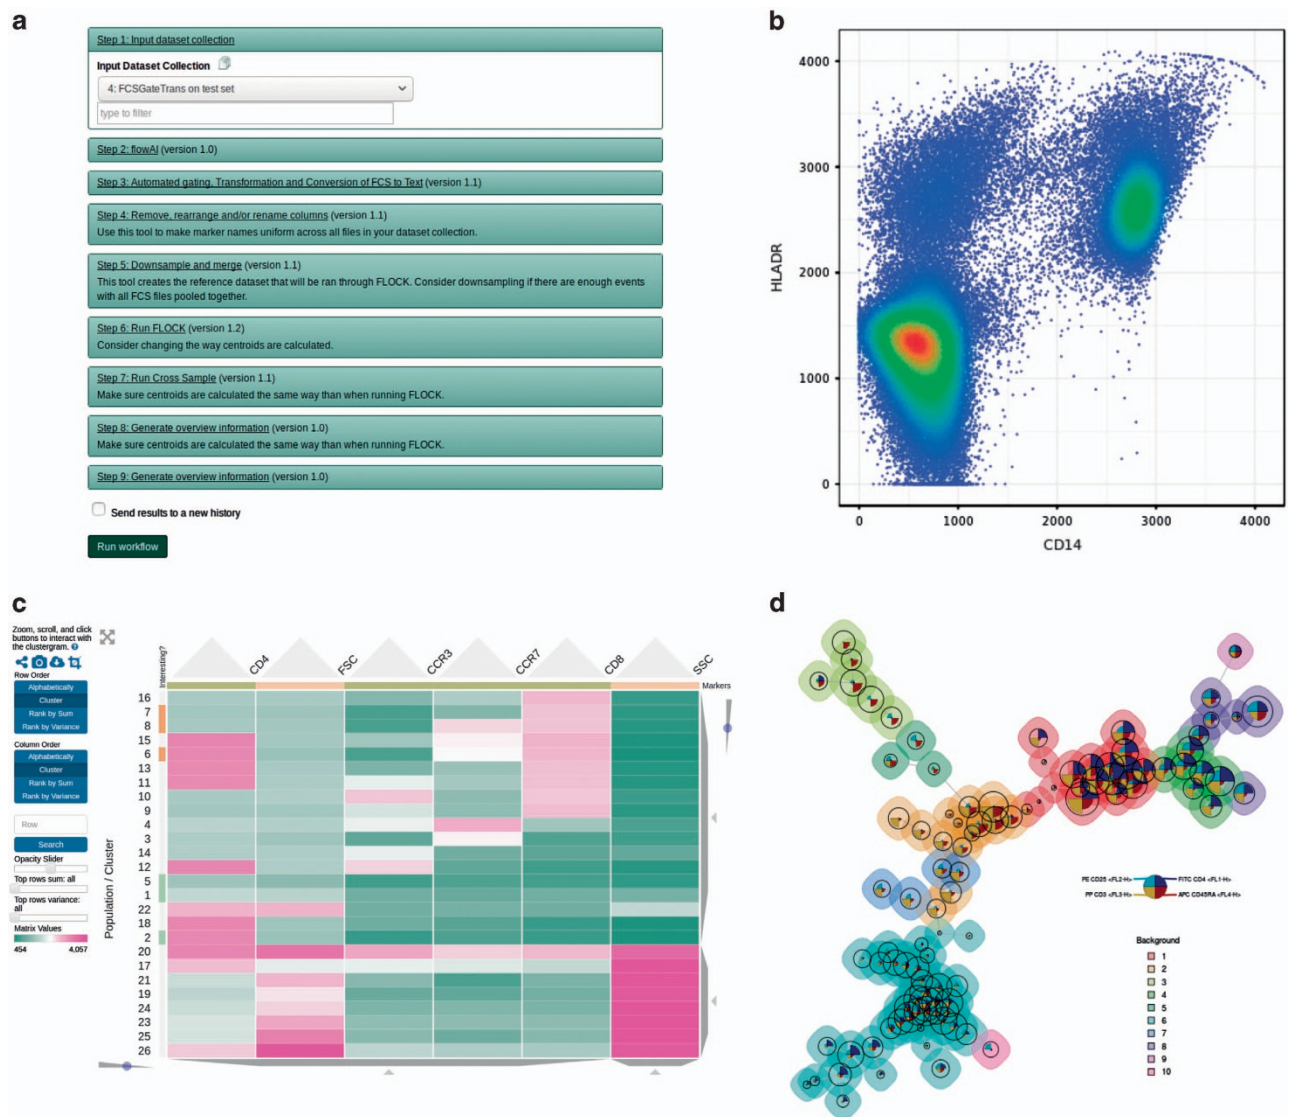 a
Step 1: Input dataset collection
Input Dataset Collection
4: FCSGateTrans on test set
type to filter
Step 2: flowAI (version 1.0)
Step 3: Automated gating, Transformation and Conversion of FCS to Text (version 1.1)
Step 4: Remove, rearrange and/or rename columns (version 1.1)
Use this tool to make marker names uniform across all files in your dataset collection.
Step 5: Downsample and merge (version 1.1)
This tool creates the reference dataset that will be ran through FLOCK. Consider downsampling if there are enough events
with all FCS files pooled together.
Step 6: Run FLOCK (version 1.2)
Consider changing the way centroids are calculated.
Step 7: Run Cross Sample (version 1.1)
Make sure centroids are calculated the same way than when running FLOCK.
Step 8: Generate overview information (version 1.0)
Make sure centroids are calculated the same way than when running FLOCK.
Step 9: Generate overview information (version 1.0)
Send results to a new history
Run workflow
b
HLADR
4000
3000
2000
1000
0
0 1000 2000 3000 4000
CD14
c
Zoom, scroll, and click
buttons to interact with
the clustergram.
Row Order
Alphabetically
Cluster
Rank by Sum
Rank by Variance
Column Order
Alphabetically
Cluster
Rank by Sum
Rank by Variance
Row
Search
Opacity Slider
Top rows sum: all
Top rows variance:
all
Matrix Values
454 4,057
Interesting?
CD4 FSC CCR3 CCR7 CD8 SSC
Markers
Population / Cluster
16
7
8
15
6
13
11
10
9
4
3
14
12
5
1
22
18
2
20
17
21
19
24
23
25
26
d
PE CD25 <FL2-H> FITC CD4 <FL1-H>
PP CD3 <FL3-H> APC CD45RA <FL4-H>
Background
1
2
3
4
5
6
7
8
9
10